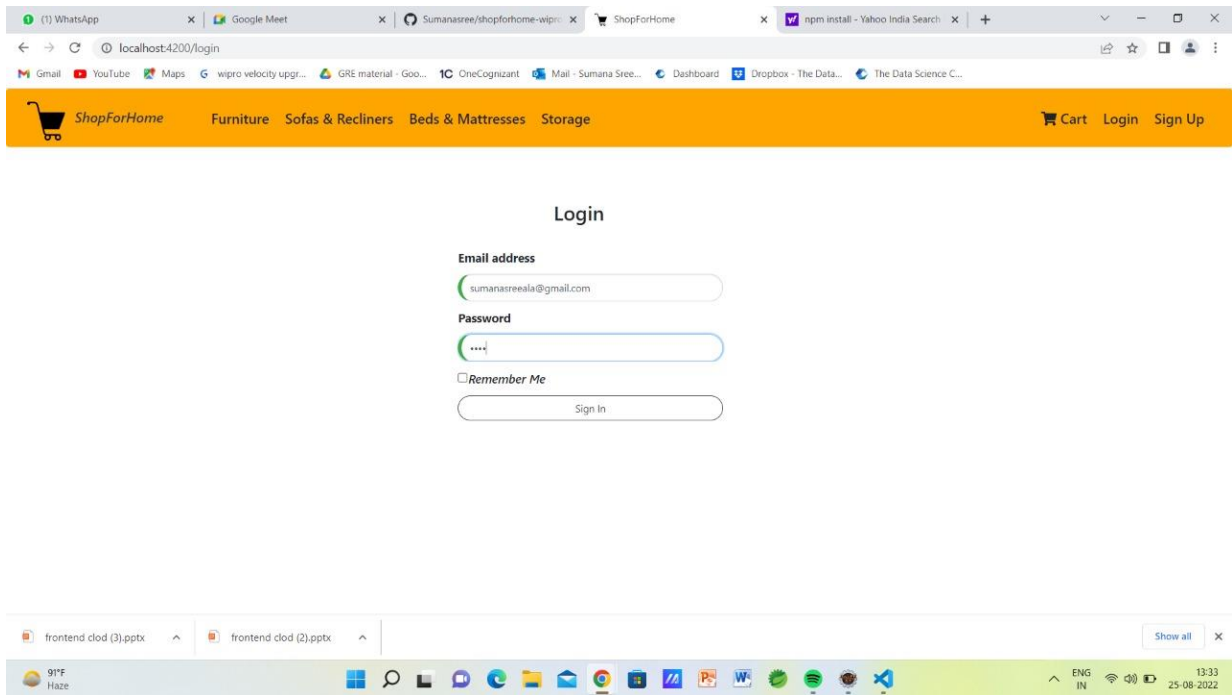 (1) WhatsApp
Google Meet
Sumanasree/shopforhome-wipro
ShopForHome
npm install - Yahoo India Search
localhost:4200/login
Gmail YouTube Maps wipro velocity upgr... GRE material - Goo... 1C OneCognizant Mail - Sumana Sree... Dashboard Dropbox - The Data... The Data Science C...
ShopForHome Furniture Sofas & Recliners Beds & Mattresses Storage Cart Login Sign Up
Login
Email address
sumanasreeala@gmail.com
Password
••••
Remember Me
Sign In
frontend clod (3).pptx frontend clod (2).pptx Show all
91°F
Haze
ENG
IN
13:33
25-08-2022